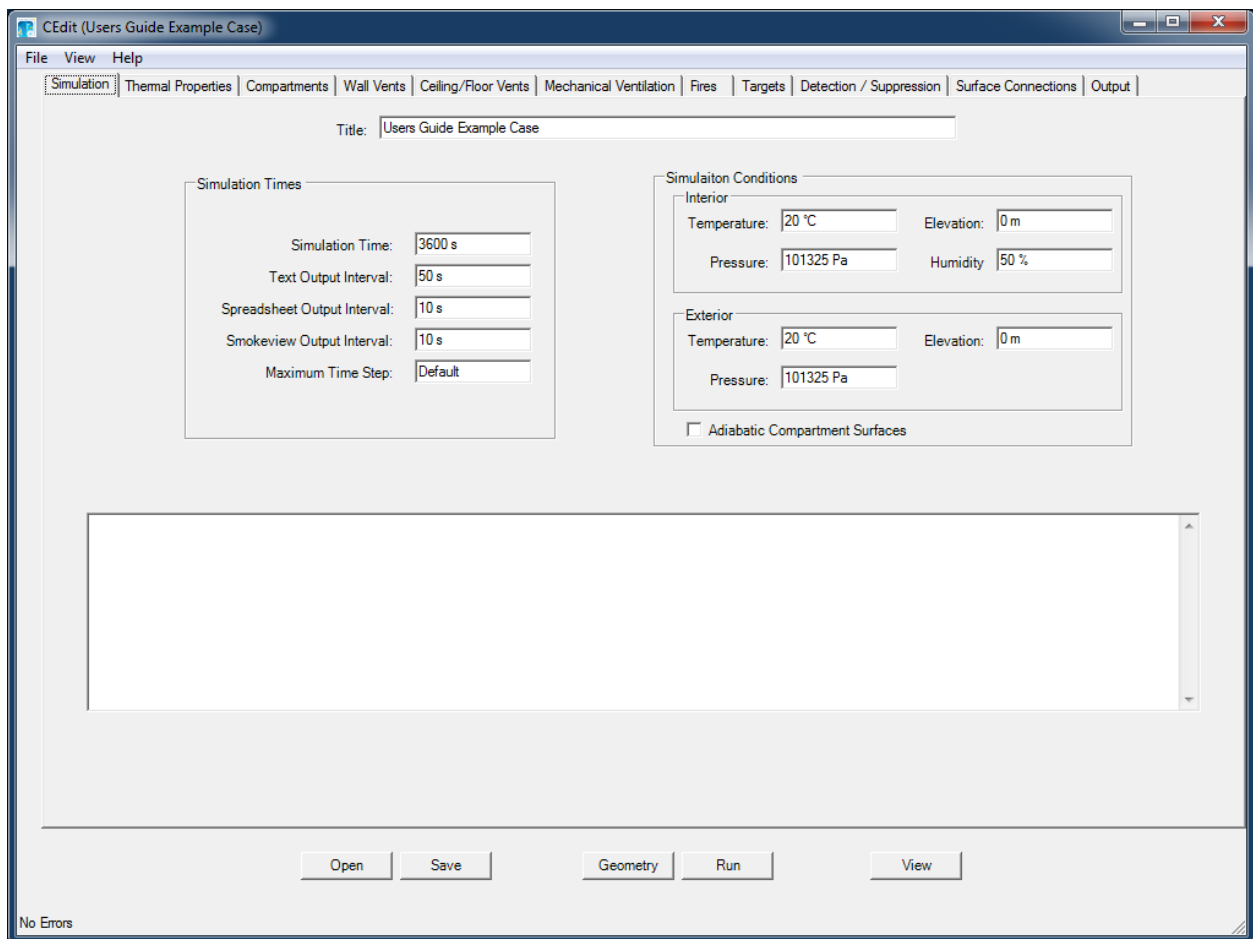 CEdit (Users Guide Example Case)
File View Help
Simulation Thermal Properties Compartments Wall Vents Ceiling/Floor Vents Mechanical Ventilation Fires Targets Detection / Suppression Surface Connections Output
Title: Users Guide Example Case
Simulation Times
Simulation Time: 3600 s
Text Output Interval: 50 s
Spreadsheet Output Interval: 10 s
Smokeview Output Interval: 10 s
Maximum Time Step: Default
Simulaiton Conditions
Interior
Temperature: 20 °C Elevation: 0 m
Pressure: 101325 Pa Humidity 50 %
Exterior
Temperature: 20 °C Elevation: 0 m
Pressure: 101325 Pa
Adiabatic Compartment Surfaces
Open Save Geometry Run View
No Errors